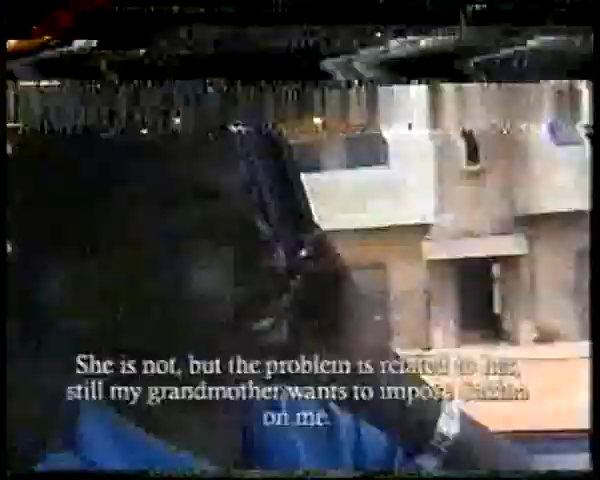 She is not, but the problem is related to her,
still my grandmother wants to impose
on me.